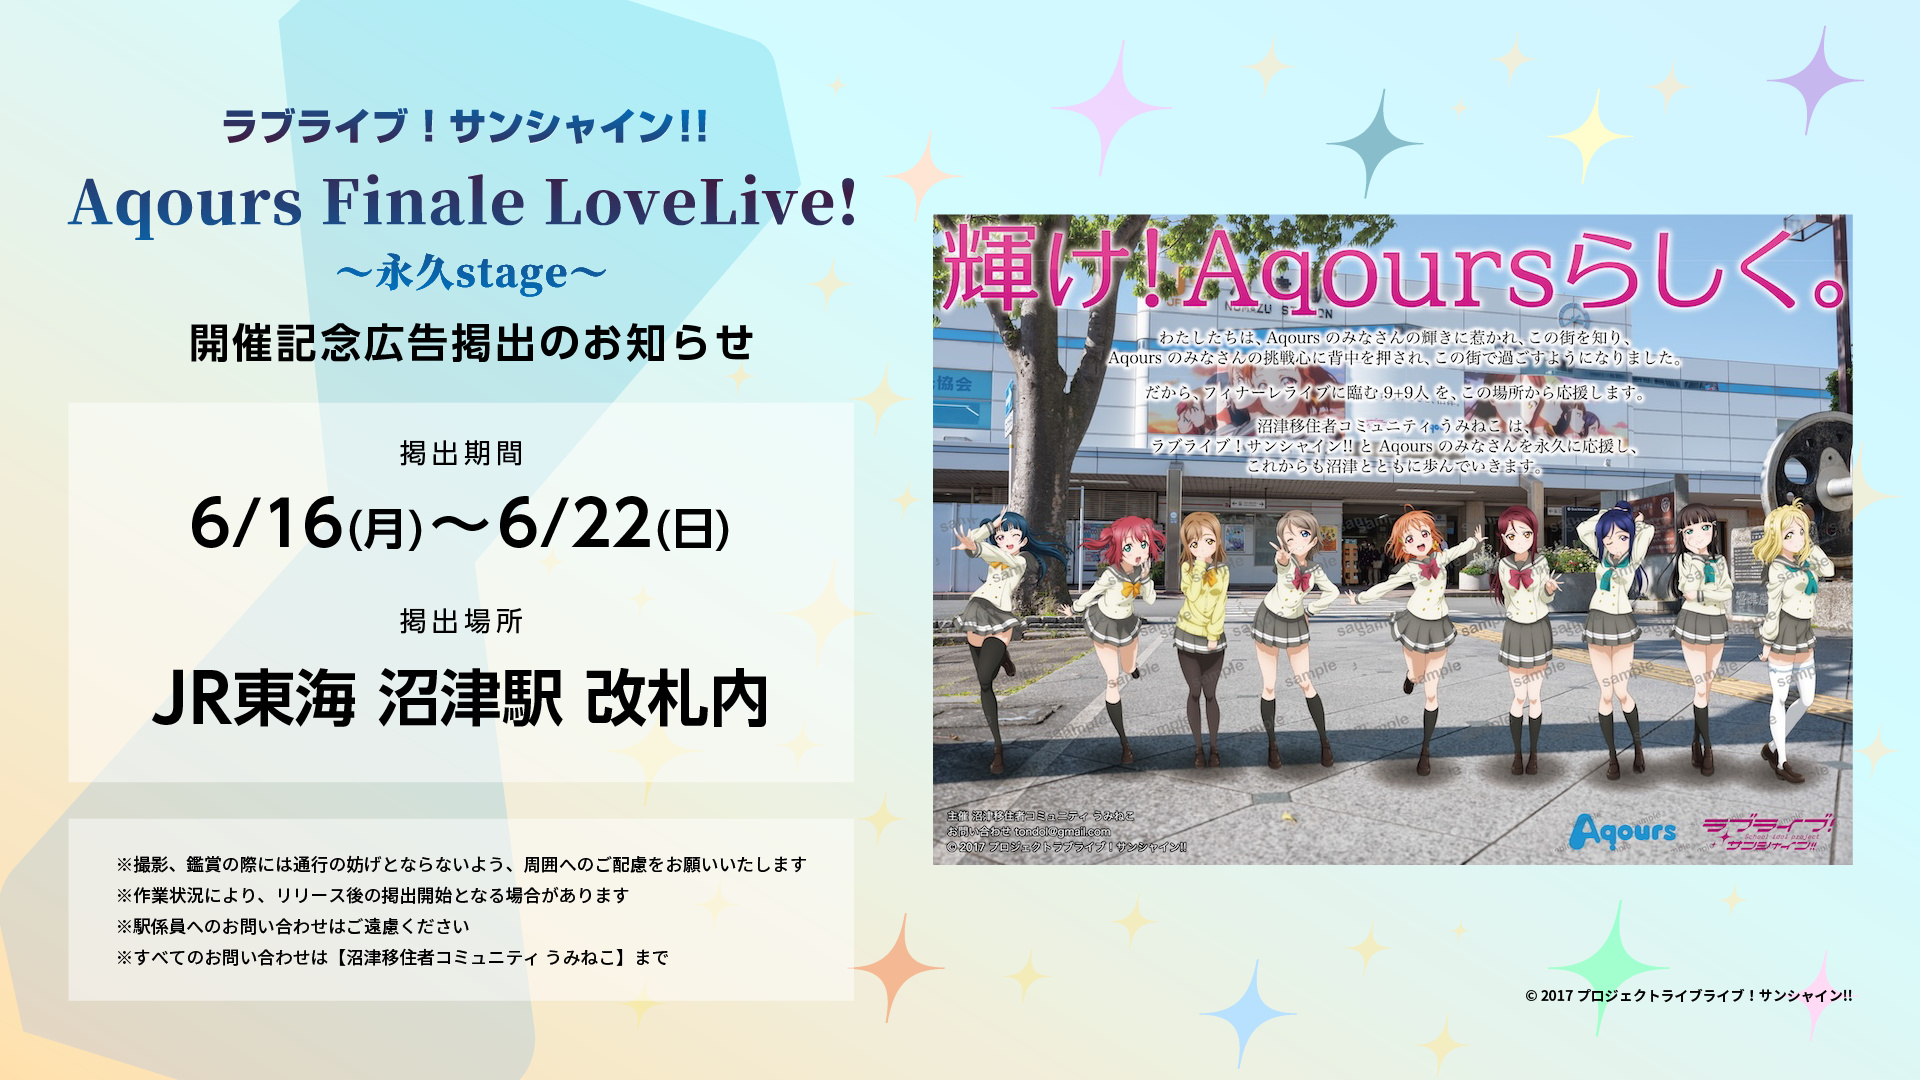 ラブライブ！サンシャイン!!
Aqours Finale LoveLive!
～永久stage～
開催記念広告掲出のお知らせ
掲出期間
6/16(月)～6/22(日)
掲出場所
JR東海 沼津駅 改札内
※撮影、鑑賞の際には通行の妨げとならないよう、周囲へのご配慮をお願いいたします
※作業状況により、リリース後の掲出開始となる場合があります
※駅係員へのお問い合わせはご遠慮ください
※すべてのお問い合わせは【沼津移住者コミュニティ うみねこ】まで
輝け！Aqoursらしく。
NUMAZU STATION
わたしたちは、Aqours のみなさんの輝きに惹かれ、この街を知り、
Aqours のみなさんの挑戦心に背中を押され、この街で過ごすようになりました。
だから、フィナーレライブに臨む 9+9人 を、この場所から応援します。
沼津移住者コミュニティ うみねこ は、
ラブライブ！サンシャイン!! と Aqours のみなさんを永久に応援し、
これからも沼津とともに歩んでいきます。
協会
sample
主催 沼津移住者コミュニティ うみねこ
お問い合わせ tondol@gmail.com
© 2017 プロジェクトラブライブ！サンシャイン!!
Aqours
ラブライブ!
School idol project
サンシャイン!!
© 2017 プロジェクトライブライブ！サンシャイン!!